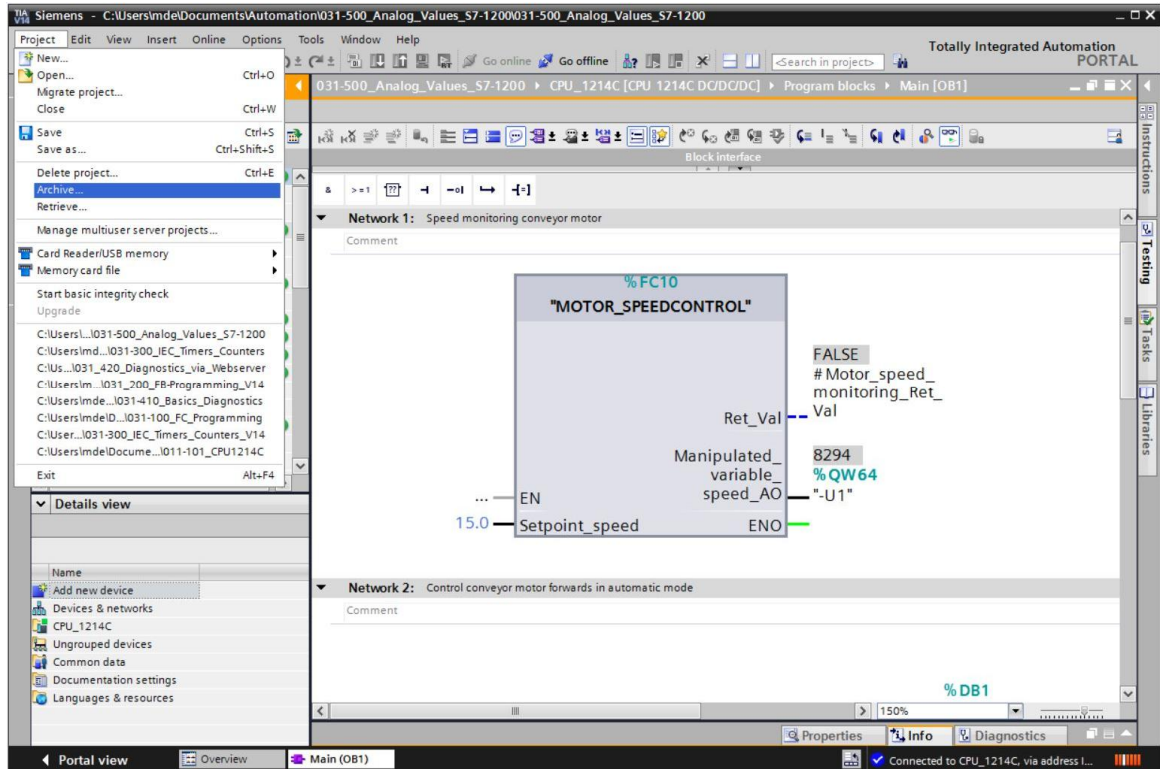 TIA V14 Siemens - C:\Users\mde\Documents\Automation\031-500_Analog_Values_S7-1200\031-500_Analog_Values_S7-1200
Project Edit View Insert Online Options Tools Window Help
Totally Integrated Automation
PORTAL
Go online Go offline <Search in project>
New...
Open... Ctrl+O
Migrate project...
Close Ctrl+W
Save Ctrl+S
Save as... Ctrl+Shift+S
Delete project... Ctrl+E
Archive...
Retrieve...
Manage multiuser server projects...
Card Reader/USB memory
Memory card file
Start basic integrity check
Upgrade
C:\Users\...\031-500_Analog_Values_S7-1200
C:\Users\md...\031-300_IEC_Timers_Counters
C:\Us...\031_420_Diagnostics_via_Webserver
C:\Users\m...\031_200_FB-Programming_V14
C:\Users\mde...\031-410_Basics_Diagnostics
C:\Users\mde\D...\031-100_FC_Programming
C:\User...\031-300_IEC_Timers_Counters_V14
C:\Users\mde\Docume...\011-101_CPU1214C
Exit Alt+F4
031-500_Analog_Values_S7-1200 CPU_1214C [CPU 1214C DC/DC/DC] Program blocks Main [OB1]
Block interface
& >=1 [??] ⊣ -o| ↦ -[=]
Network 1: Speed monitoring conveyor motor
Comment
%FC10
"MOTOR_SPEEDCONTROL"
FALSE
#Motor_speed_
monitoring_Ret_
Val
Ret_Val
Manipulated_
variable_
speed_AO
8294
%QW64
"-U1"
... EN
15.0 Setpoint_speed
ENO
Network 2: Control conveyor motor forwards in automatic mode
Comment
%DB1
150%
Details view
Name
Add new device
Devices & networks
CPU_1214C
Ungrouped devices
Common data
Documentation settings
Languages & resources
Instructions
Testing
Tasks
Libraries
Properties Info Diagnostics
Portal view Overview Main (OB1) Connected to CPU_1214C, via address I...